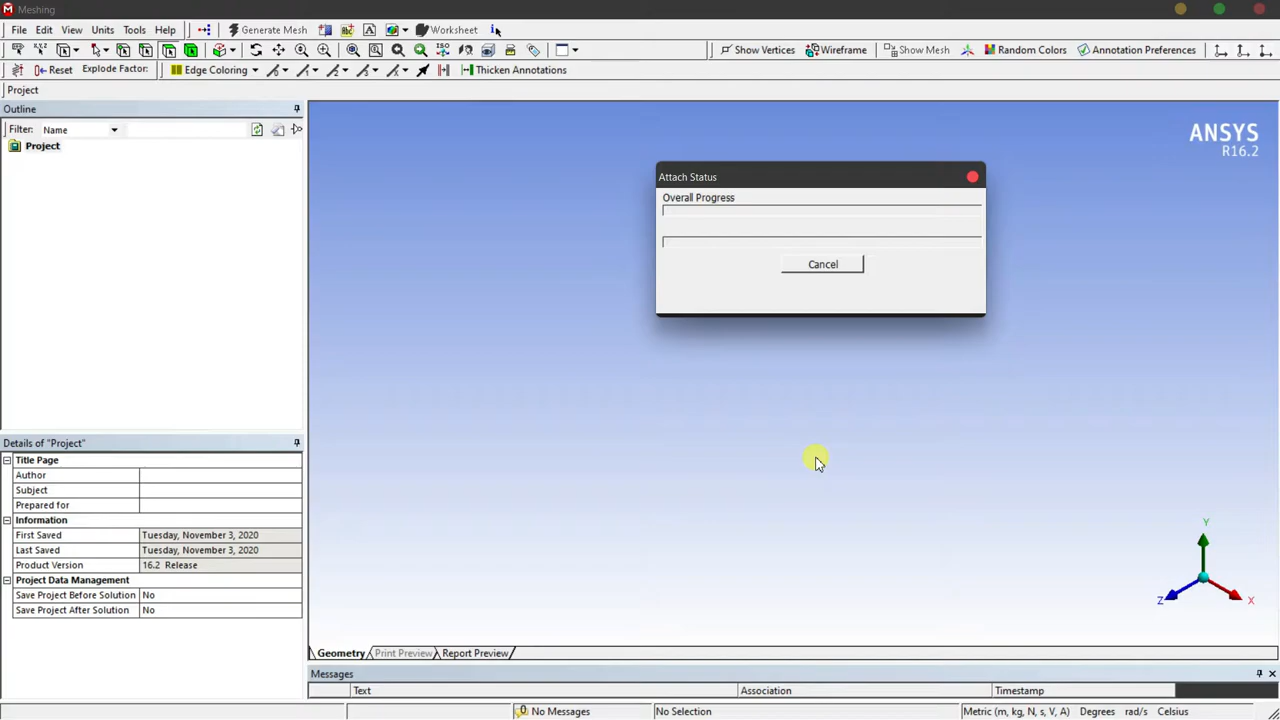 Meshing
File Edit View Units Tools Help Generate Mesh A Worksheet
Show Vertices Wireframe Show Mesh Random Colors Annotation Preferences
Reset Explode Factor: Edge Coloring Thicken Annotations
Project
Outline
Filter: Name
Project
ANSYS
R16.2
Attach Status
Overall Progress
Cancel
Details of "Project"
Title Page
Author
Subject
Prepared for
Information
First Saved Tuesday, November 3, 2020
Last Saved Tuesday, November 3, 2020
Product Version 16.2 Release
Project Data Management
Save Project Before Solution No
Save Project After Solution No
Y
Z X
Geometry Print Preview Report Preview
Messages
Text Association Timestamp
No Messages No Selection Metric (m, kg, N, s, V, A) Degrees rad/s Celsius